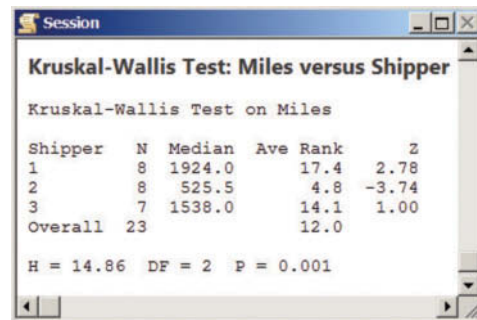 Session
Kruskal-Wallis Test: Miles versus Shipper
Kruskal-Wallis Test on Miles
Shipper N Median Ave Rank Z
1 8 1924.0 17.4 2.78
2 8 525.5 4.8 -3.74
3 7 1538.0 14.1 1.00
Overall 23 12.0
H = 14.86 DF = 2 P = 0.001